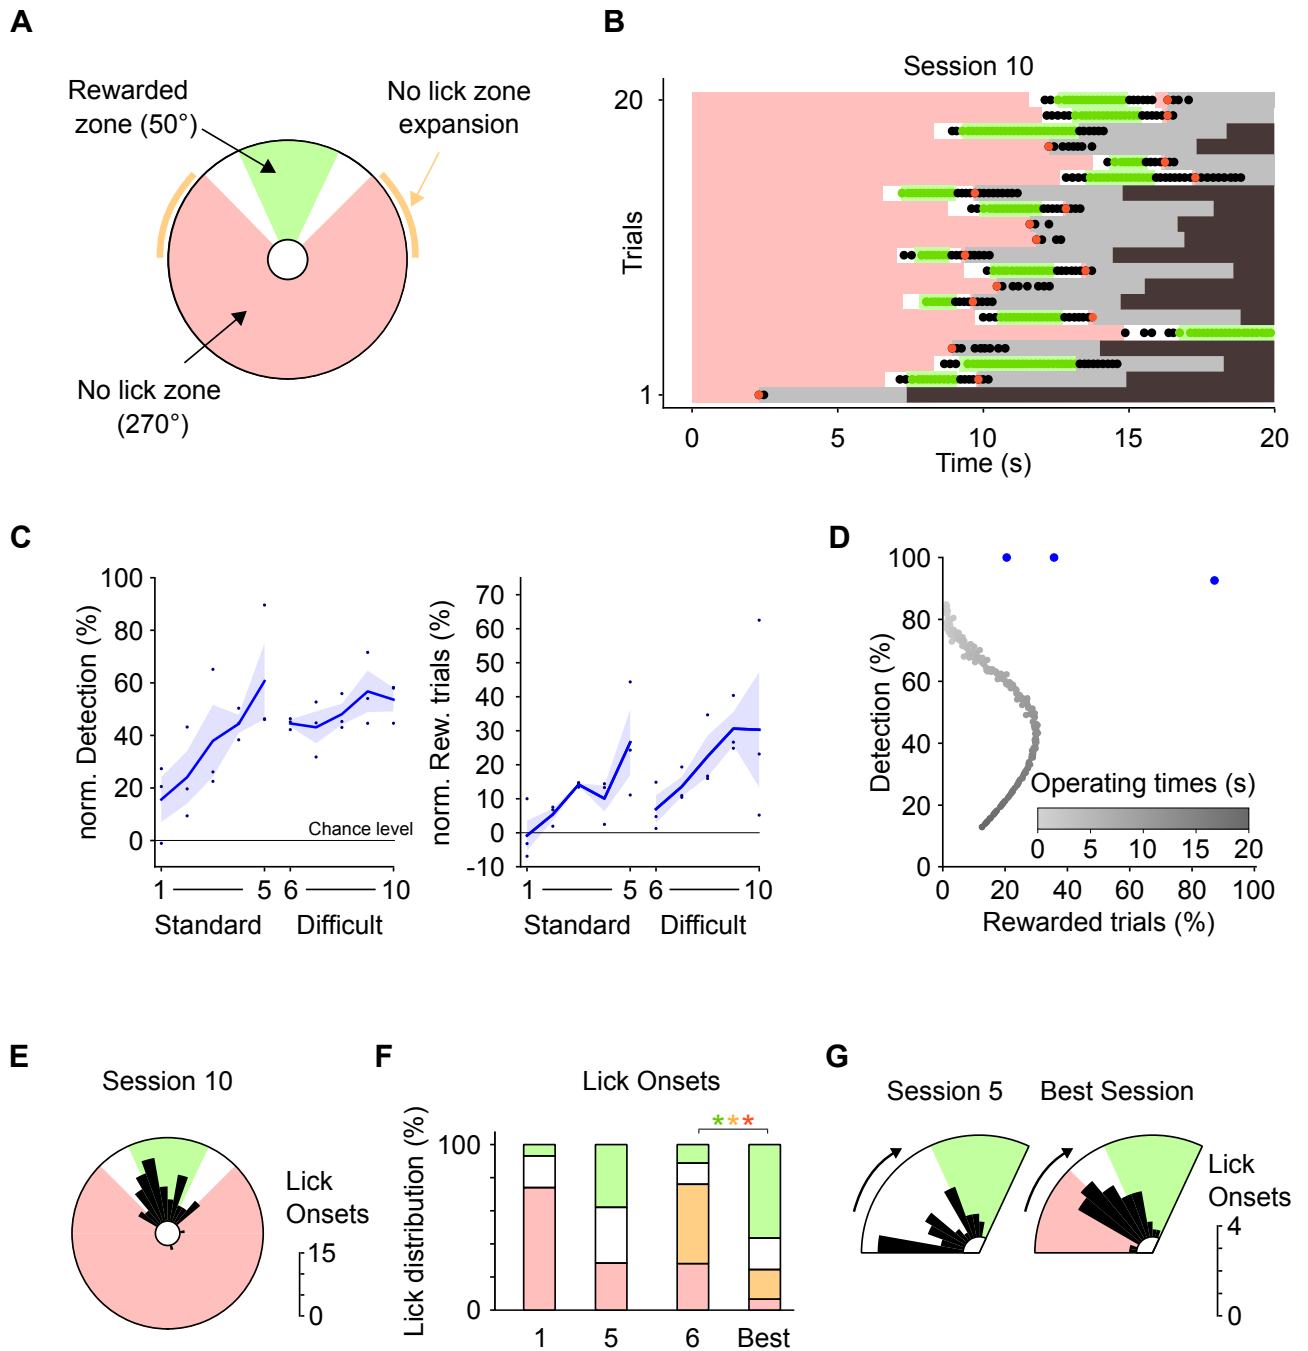 A
Rewarded
zone (50°)
No lick zone
expansion
No lick zone
(270°)
B
Session 10
20
Trials
1
0 5 10 15 20
Time (s)
C
norm. Detection (%)
100
80
60
40
20
0
Chance level
1 5 6 10
Standard Difficult
norm. Rew. trials (%)
70
60
50
40
30
20
10
0
-10
1 5 6 10
Standard Difficult
D
Detection (%)
100
80
60
40
20
0
Operating times (s)
0 5 10 15 20
0 20 40 60 80 100
Rewarded trials (%)
E
Session 10
Lick
Onsets
15
0
F
Lick Onsets
Lick distribution (%)
***
100
0
1 5 6 Best
G
Session 5
Best Session
Lick
Onsets
4
0